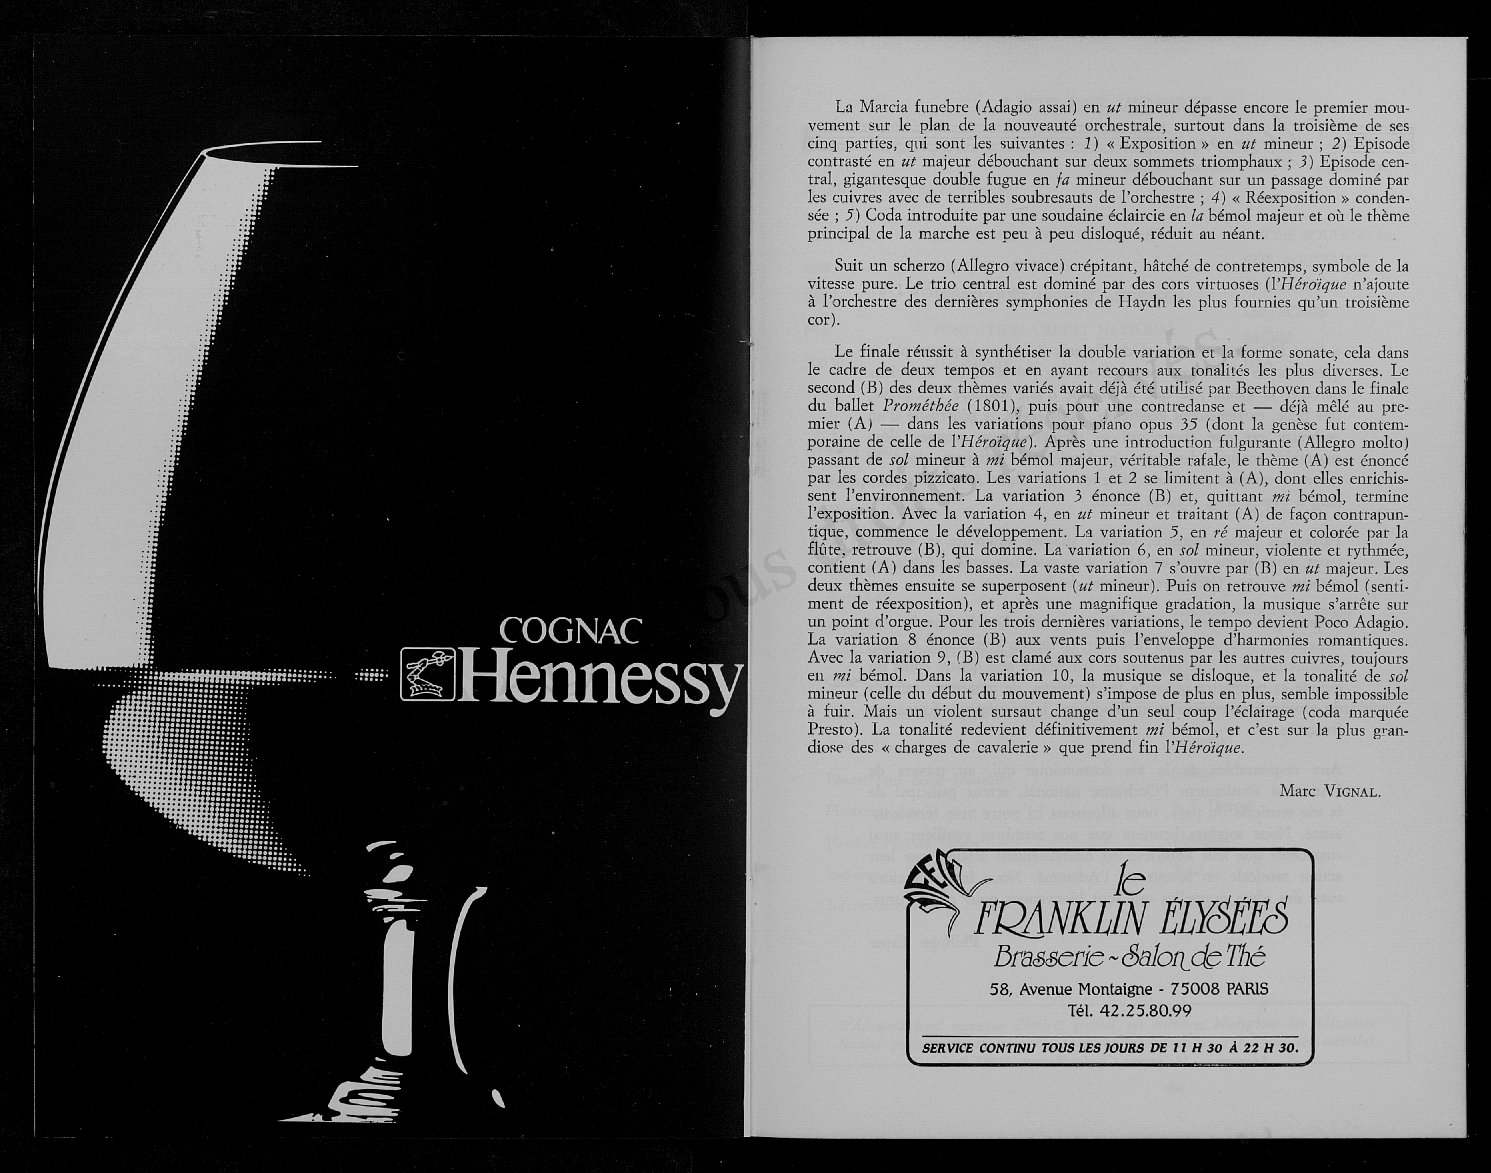 COGNAC
Hennessy
La Marcia funebre (Adagio assai) en ut mineur dépasse encore le premier mou-
vement sur le plan de la nouveauté orchestrale, surtout dans la troisième de ses
cinq parties, qui sont les suivantes : 1) « Exposition » en ut mineur ; 2) Episode
contrasté en ut majeur débouchant sur deux sommets triomphaux ; 3) Episode cen-
tral, gigantesque double fugue en fa mineur débouchant sur un passage dominé par
les cuivres avec de terribles soubresauts de l'orchestre ; 4) « Réexposition » conden-
sée ; 5) Coda introduite par une soudaine éclaircie en la bémol majeur et où le thème
principal de la marche est peu à peu disloqué, réduit au néant.
Suit un scherzo (Allegro vivace) crépitant, hâtché de contretemps, symbole de la
vitesse pure. Le trio central est dominé par des cors virtuoses (l'Héroïque n'ajoute
à l'orchestre des dernières symphonies de Haydn les plus fournies qu'un troisième
cor).
Le finale réussit à synthétiser la double variation et la forme sonate, cela dans
le cadre de deux tempos et en ayant recours aux tonalités les plus diverses. Le
second (B) des deux thèmes variés avait déjà été utilisé par Beethoven dans le finale
du ballet Prométhée (1801), puis pour une contredanse et — déjà mêlé au pre-
mier (A) — dans les variations pour piano opus 35 (dont la genèse fut contem-
poraine de celle de l'Héroïque). Après une introduction fulgurante (Allegro molto)
passant de sol mineur à mi bémol majeur, véritable rafale, le thème (A) est énoncé
par les cordes pizzicato. Les variations 1 et 2 se limitent à (A), dont elles enrichis-
sent l'environnement. La variation 3 énonce (B) et, quittant mi bémol, termine
l'exposition. Avec la variation 4, en ut mineur et traitant (A) de façon contrapun-
tique, commence le développement. La variation 5, en ré majeur et colorée par la
flûte, retrouve (B), qui domine. La variation 6, en sol mineur, violente et rythmée,
contient (A) dans les basses. La vaste variation 7 s'ouvre par (B) en ut majeur. Les
deux thèmes ensuite se superposent (ut mineur). Puis on retrouve mi bémol (senti-
ment de réexposition), et après une magnifique gradation, la musique s'arrête sur
un point d'orgue. Pour les trois dernières variations, le tempo devient Poco Adagio.
La variation 8 énonce (B) aux vents puis l'enveloppe d'harmonies romantiques.
Avec la variation 9, (B) est clamé aux cors soutenus par les autres cuivres, toujours
en mi bémol. Dans la variation 10, la musique se disloque, et la tonalité de sol
mineur (celle du début du mouvement) s'impose de plus en plus, semble impossible
à fuir. Mais un violent sursaut change d'un seul coup l'éclairage (coda marquée
Presto). La tonalité redevient définitivement mi bémol, et c'est sur la plus gran-
diose des « charges de cavalerie » que prend fin l'Héroïque.
Marc VIGNAL.
le
FRANKLIN ÉLYSÉES
Brasserie ~ Salon de Thé
58, Avenue Montaigne - 75008 PARIS
Tél. 42.25.80.99
SERVICE CONTINU TOUS LES JOURS DE 11 H 30 À 22 H 30.